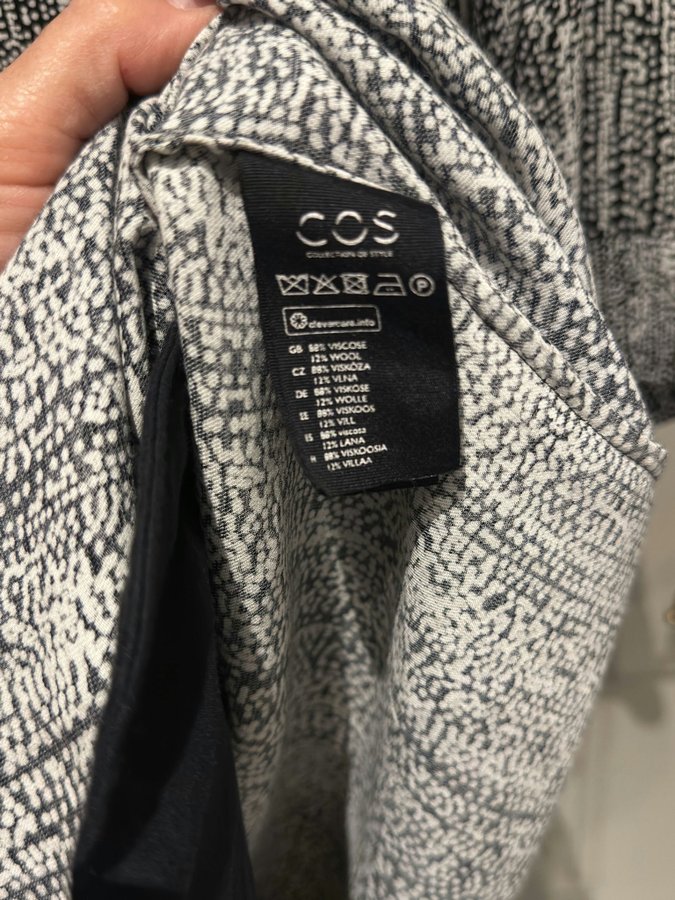 COS
COLLECTION OF STYLE
P
clevercare.info
GB 88% VISCOSE
12% WOOL
CZ 88% VISKÓZA
12% VLNA
DE 88% VISKOSE
12% WOLLE
EE 88% VISKOOS
12% VILL
ES 88% viscosa
12% LANA
FI 88% VISKOOSIA
12% VILLAA